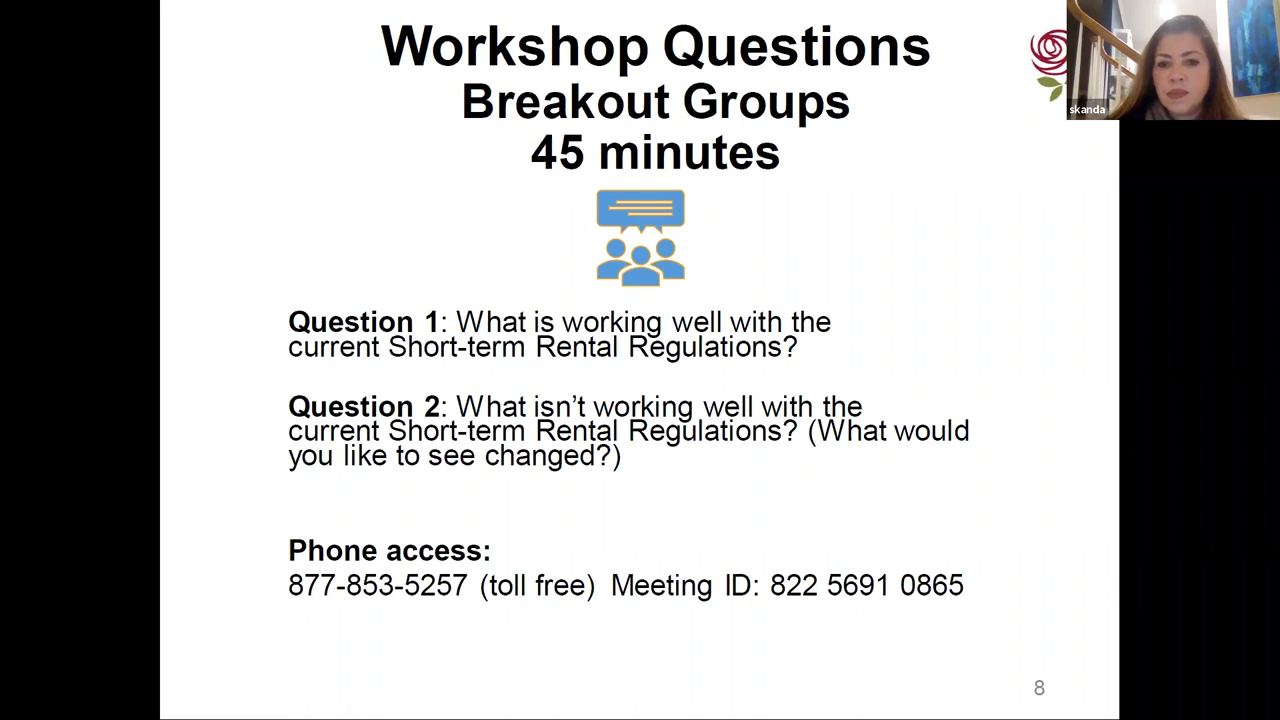 Workshop Questions
Breakout Groups
45 minutes
skanda
Question 1: What is working well with the
current Short-term Rental Regulations?
Question 2: What isn’t working well with the
current Short-term Rental Regulations? (What would
you like to see changed?)
Phone access:
877-853-5257 (toll free) Meeting ID: 822 5691 0865
8